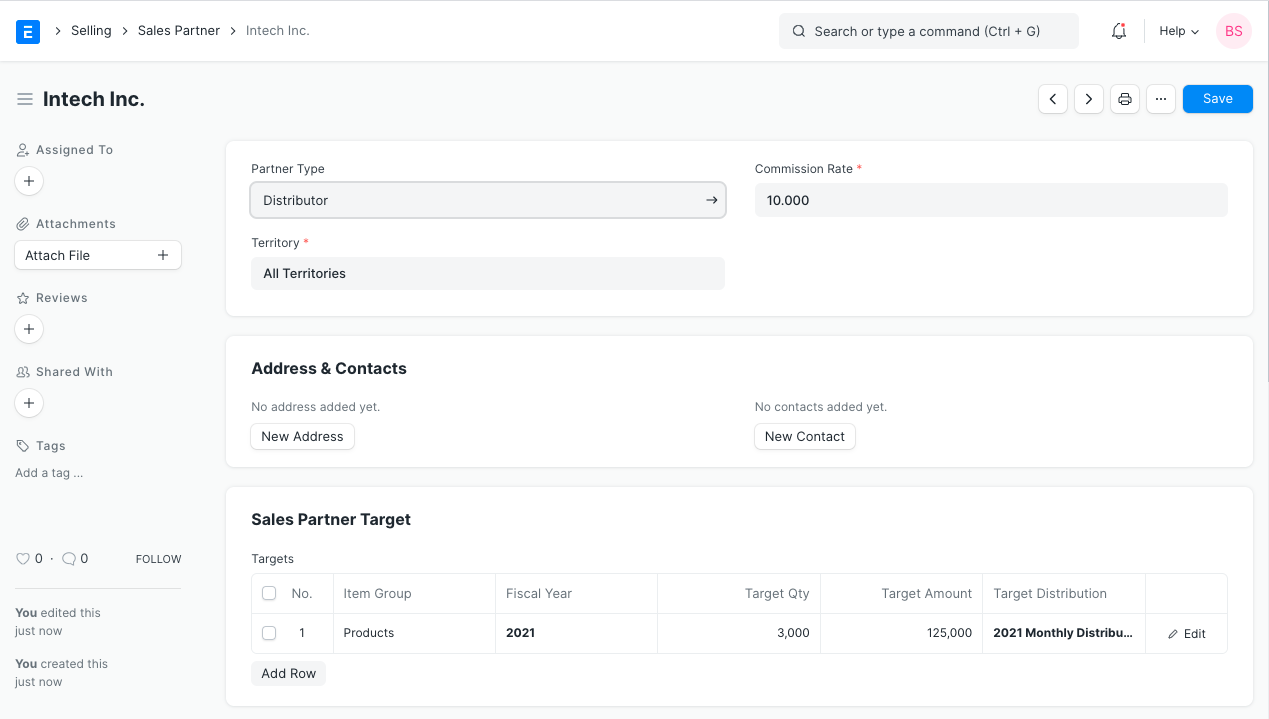 E Selling Sales Partner Intech Inc. Search or type a command (Ctrl + G) Help BS
Intech Inc. Save
Assigned To
Attachments
Attach File
Reviews
Shared With
Tags
Add a tag ...
0 · 0 FOLLOW
You edited this
just now
You created this
just now
Partner Type
Distributor
Commission Rate *
10.000
Territory *
All Territories
Address & Contacts
No address added yet.
New Address
No contacts added yet.
New Contact
Sales Partner Target
Targets
No. Item Group Fiscal Year Target Qty Target Amount Target Distribution
1 Products 2021 3,000 125,000 2021 Monthly Distribu... Edit
Add Row